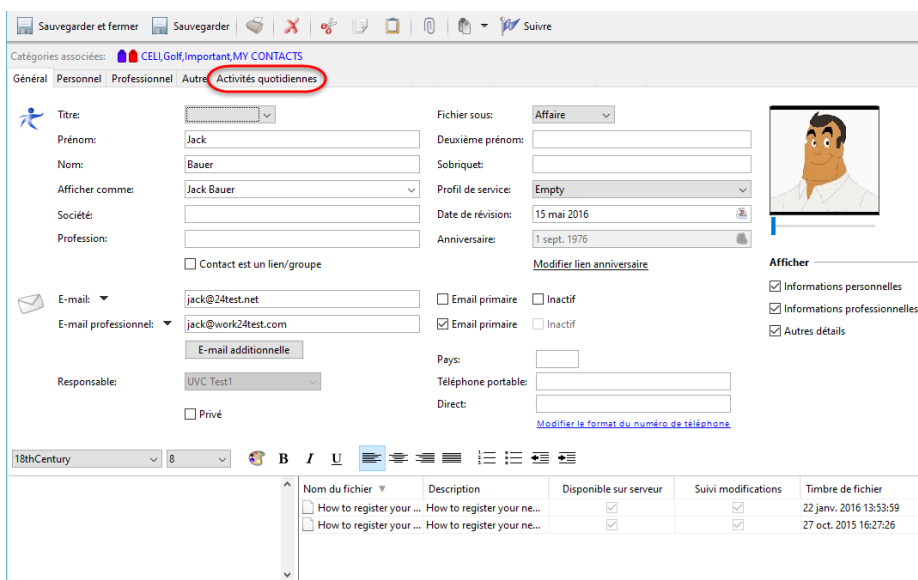 Sauvegarder et fermer Sauvegarder Suivre
Catégories associées: CELI,Golf,Important,MY CONTACTS
Général Personnel Professionnel Autre Activités quotidiennes
Titre: Fichier sous: Affaire
Prénom: Jack Deuxième prénom:
Nom: Bauer Sobriquet:
Afficher comme: Jack Bauer Profil de service: Empty
Société: Date de révision: 15 mai 2016
Profession: Anniversaire: 1 sept. 1976
Contact est un lien/groupe Modifier lien anniversaire Afficher
Informations personnelles
E-mail: jack@24test.net Email primaire Inactif Informations professionnelles
E-mail professionnel: jack@work24test.com Email primaire Inactif Autres détails
E-mail additionnelle
Pays:
Responsable: UVC Test1 Téléphone portable:
Direct:
Privé
Modifier le format du numéro de téléphone
18thCentury 8 B I U
Nom du fichier Description Disponible sur serveur Suivi modifications Timbre de fichier
How to register your ... How to register your ne... 22 janv. 2016 13:53:59
How to register your ... How to register your ne... 27 oct. 2015 16:27:26